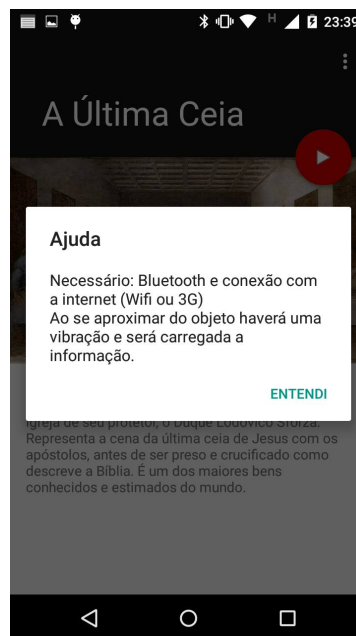 H 23:39
A Última Ceia
Ajuda
Necessário: Bluetooth e conexão com
a internet (Wifi ou 3G)
Ao se aproximar do objeto haverá uma
vibração e será carregada a
informação.
ENTENDI
igreja de seu protetor, o Duque Lodovico Sforza.
Representa a cena da última ceia de Jesus com os
apóstolos, antes de ser preso e crucificado como
descreve a Bíblia. É um dos maiores bens
conhecidos e estimados do mundo.